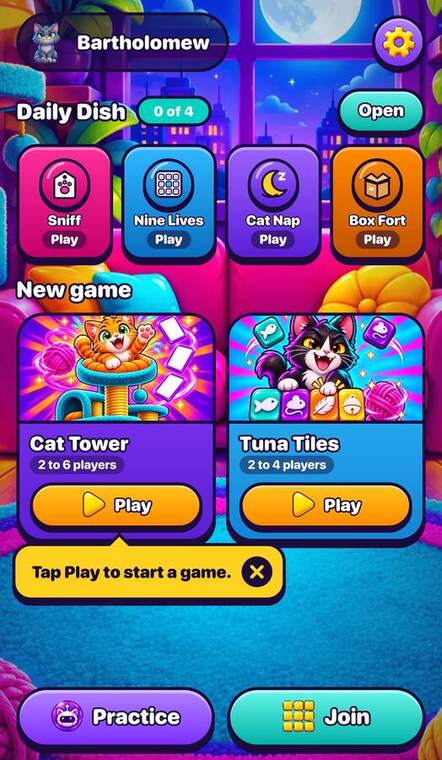 Bartholomew
Daily Dish
0 of 4
Open
Sniff
Play
Nine Lives
Play
Cat Nap
Play
Box Fort
Play
New game
Cat Tower
2 to 6 players
Play
Tuna Tiles
2 to 4 players
Play
Tap Play to start a game.
Practice
Join